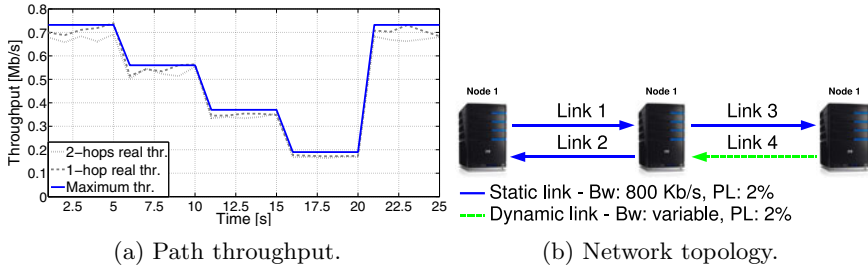 0.8
0.7
0.6
0.5
0.4
0.3
0.2
0.1
0
Throughput [Mb/s]
2-hops real thr.
1-hop real thr.
Maximum thr.
2.5 5 7.5 10 12.5 15 17.5 20 22.5 25
Time [s]
(a) Path throughput.
Node 1 Node 1 Node 1
Link 1 Link 3
Link 2 Link 4
Static link - Bw: 800 Kb/s, PL: 2%
Dynamic link - Bw: variable, PL: 2%
(b) Network topology.